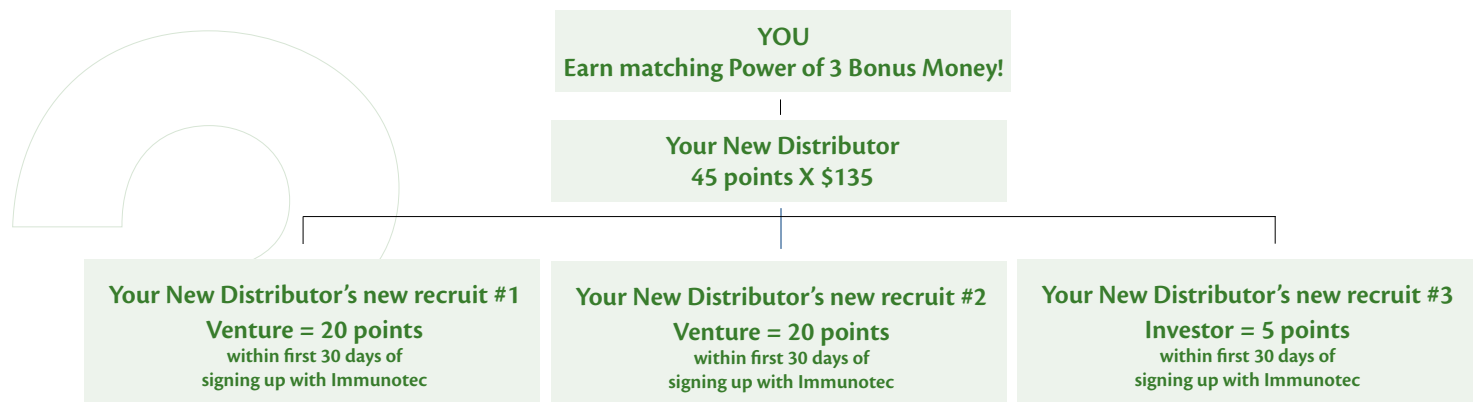 YOU
Earn matching Power of 3 Bonus Money!
Your New Distributor
45 points X $135
Your New Distributor’s new recruit #1
Venture = 20 points
within first 30 days of
signing up with Immunotec
Your New Distributor’s new recruit #2
Venture = 20 points
within first 30 days of
signing up with Immunotec
Your New Distributor’s new recruit #3
Investor = 5 points
within first 30 days of
signing up with Immunotec